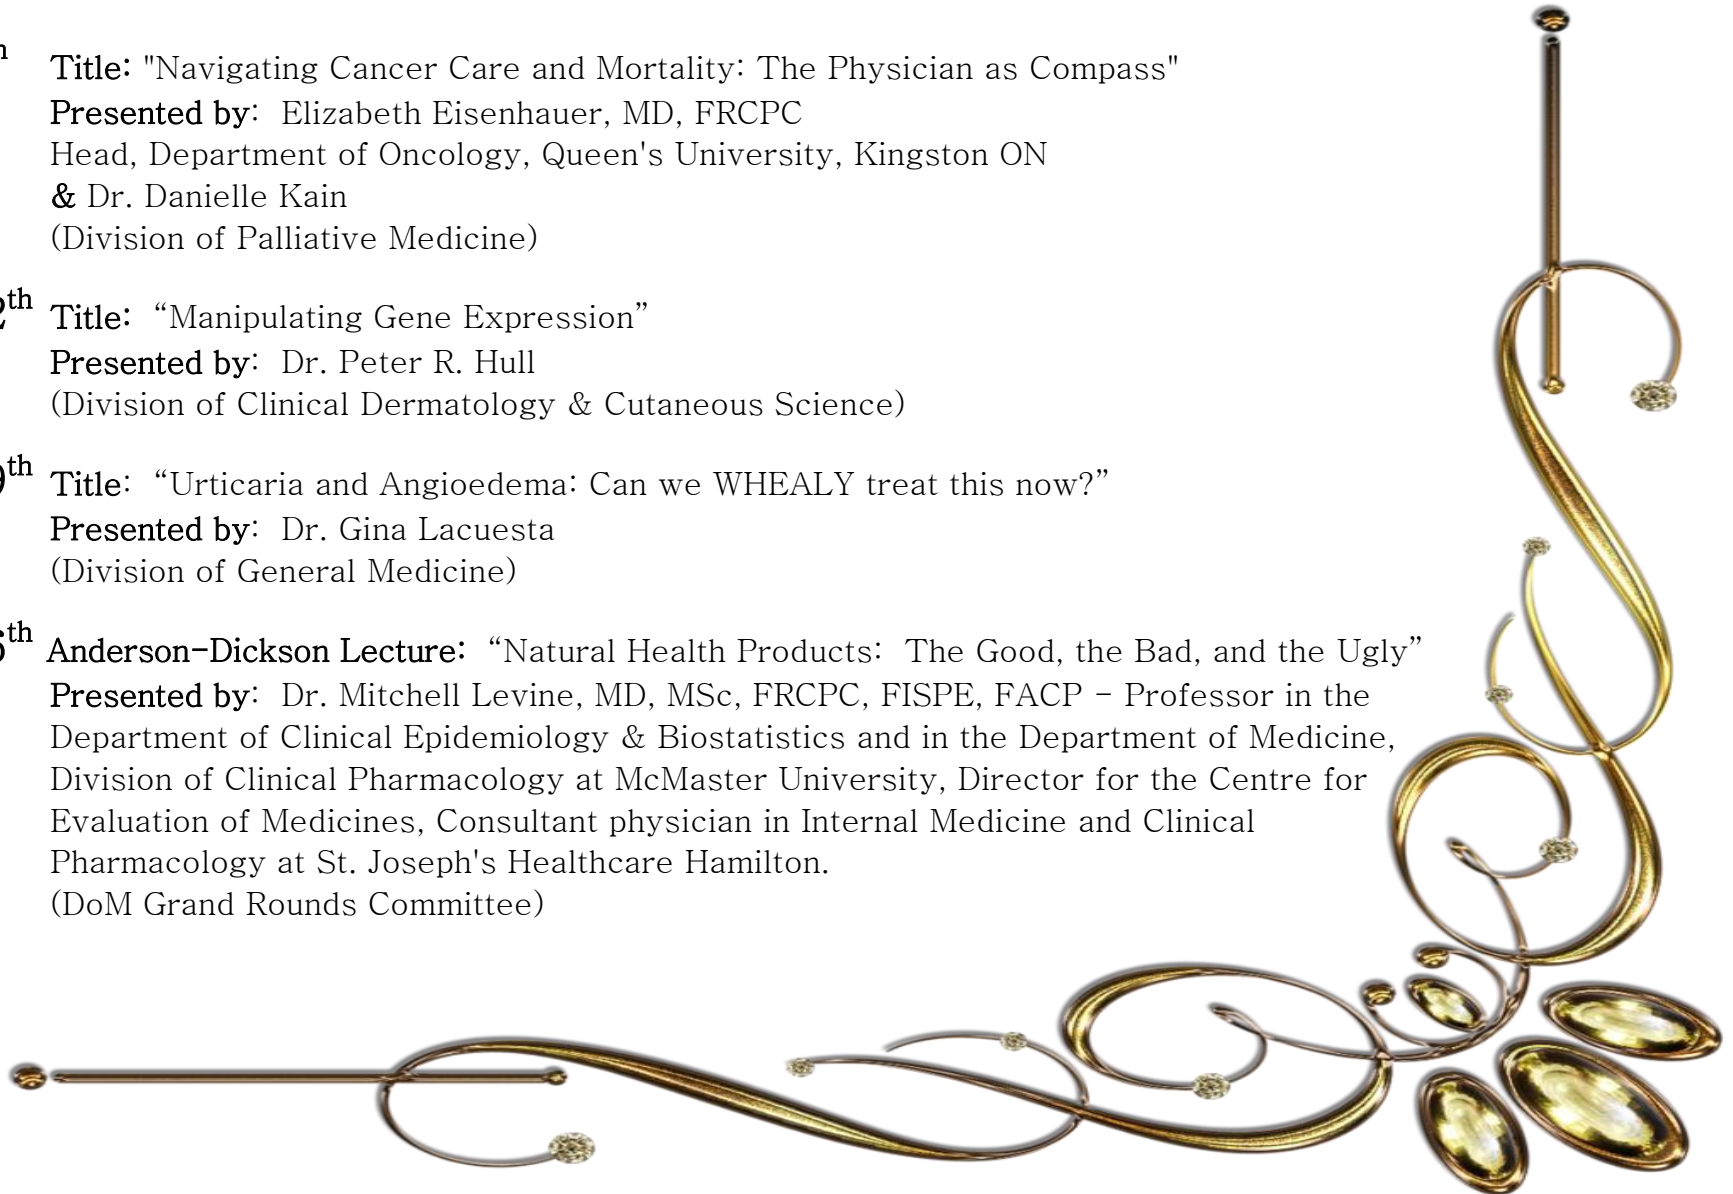 Title: "Navigating Cancer Care and Mortality: The Physician as Compass"
Presented by: Elizabeth Eisenhauer, MD, FRCPC
Head, Department of Oncology, Queen's University, Kingston ON
& Dr. Danielle Kain
(Division of Palliative Medicine)
2th Title: “Manipulating Gene Expression”
Presented by: Dr. Peter R. Hull
(Division of Clinical Dermatology & Cutaneous Science)
9th Title: “Urticaria and Angioedema: Can we WHEALY treat this now?”
Presented by: Dr. Gina Lacuesta
(Division of General Medicine)
6th Anderson-Dickson Lecture: “Natural Health Products: The Good, the Bad, and the Ugly”
Presented by: Dr. Mitchell Levine, MD, MSc, FRCPC, FISPE, FACP - Professor in the
Department of Clinical Epidemiology & Biostatistics and in the Department of Medicine,
Division of Clinical Pharmacology at McMaster University, Director for the Centre for
Evaluation of Medicines, Consultant physician in Internal Medicine and Clinical
Pharmacology at St. Joseph's Healthcare Hamilton.
(DoM Grand Rounds Committee)